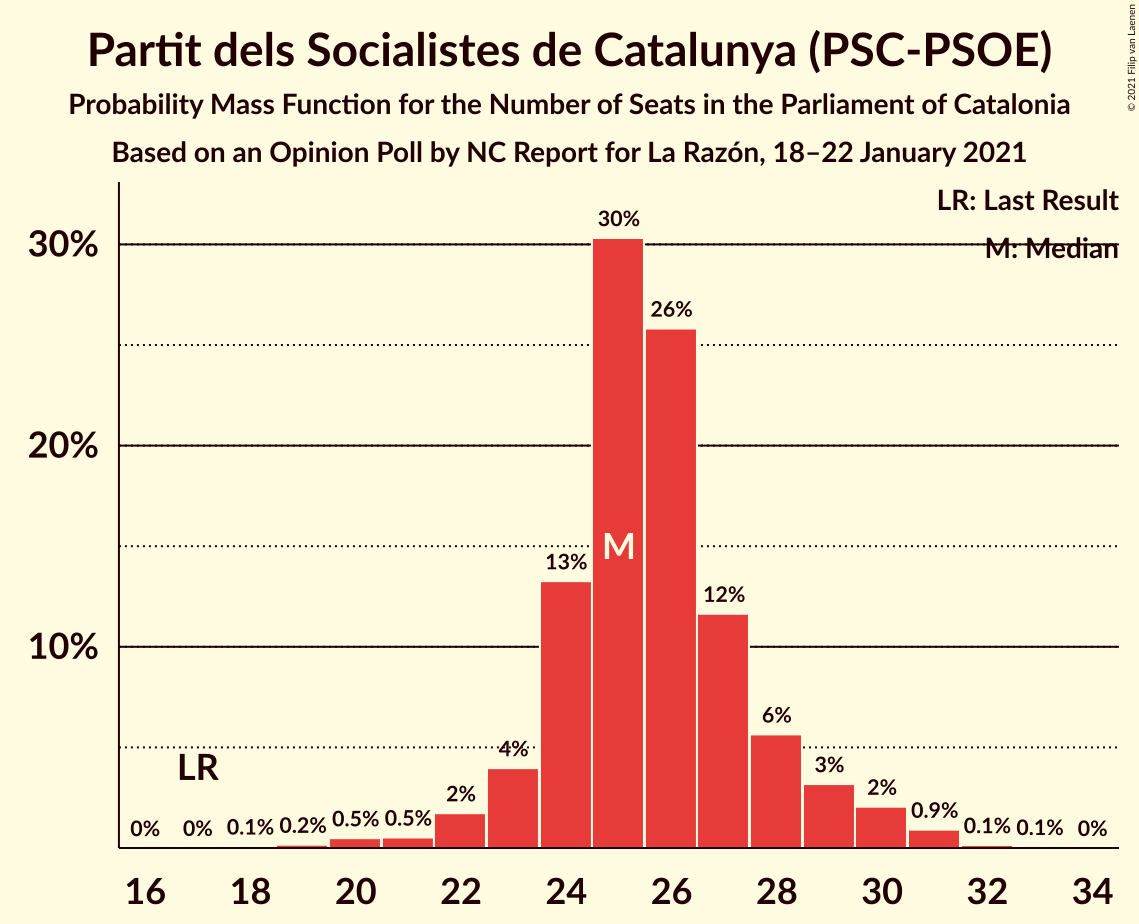 Partit dels Socialistes de Catalunya (PSC-PSOE)
Probability Mass Function for the Number of Seats in the Parliament of Catalonia
Based on an Opinion Poll by NC Report for La Razón, 18–22 January 2021
© 2021 Filip van Laenen
LR: Last Result
M: Median
30%
20%
10%
LR
M
0% 0% 0.1% 0.2% 0.5% 0.5% 2% 4% 13% 30% 26% 12% 6% 3% 2% 0.9% 0.1% 0.1% 0%
16 18 20 22 24 26 28 30 32 34